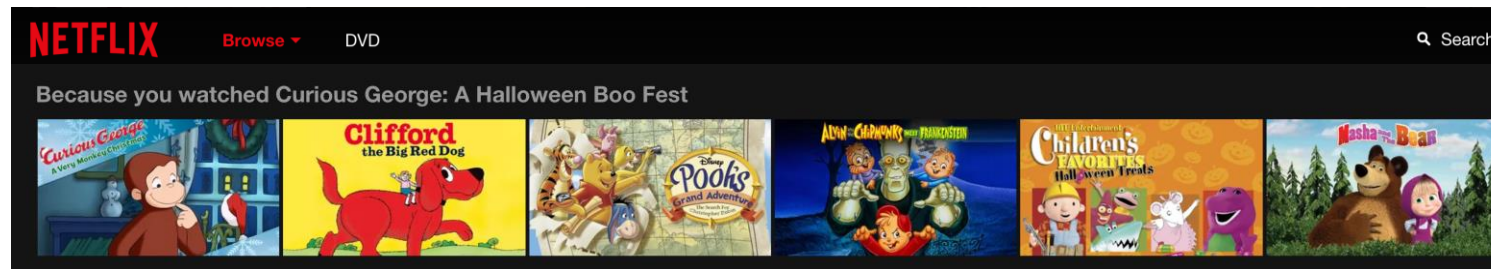 NETFLIX
Browse
DVD
Search
Because you watched Curious George: A Halloween Boo Fest
Curious George
A Very Monkey Christmas
Clifford
the Big Red Dog
Disney
Pooh's
Grand Adventure
The Search For
Christopher Robin
ALVIN AND THE CHIPMUNKS MEET FRANKENSTEIN
HIT Entertainment
Children's
FAVORITES
Halloween Treats
Masha and the Bear